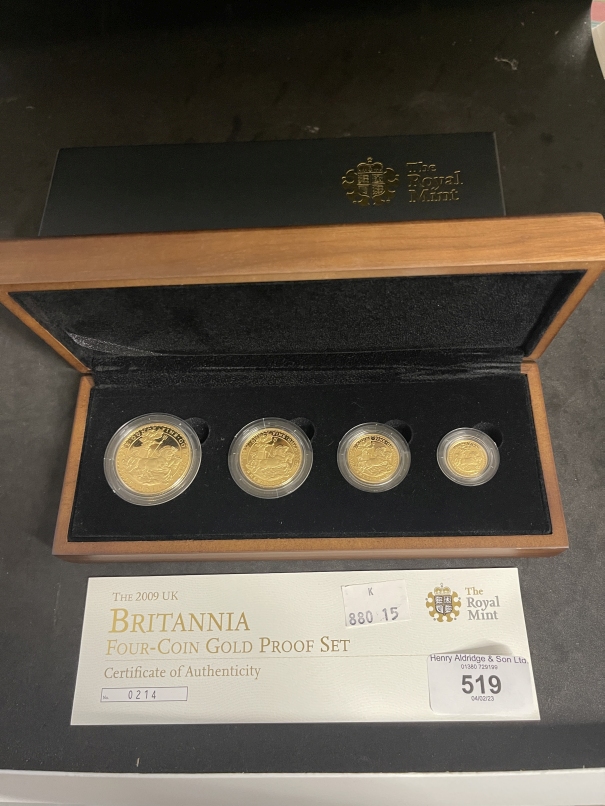 The
Royal
Mint
THE 2009 UK
BRITANNIA
FOUR-COIN GOLD PROOF SET
Certificate of Authenticity
No. 0214
K
880 15
The
Royal
Mint
Henry Aldridge & Son Ltd.
01380 729199
519
04/02/23